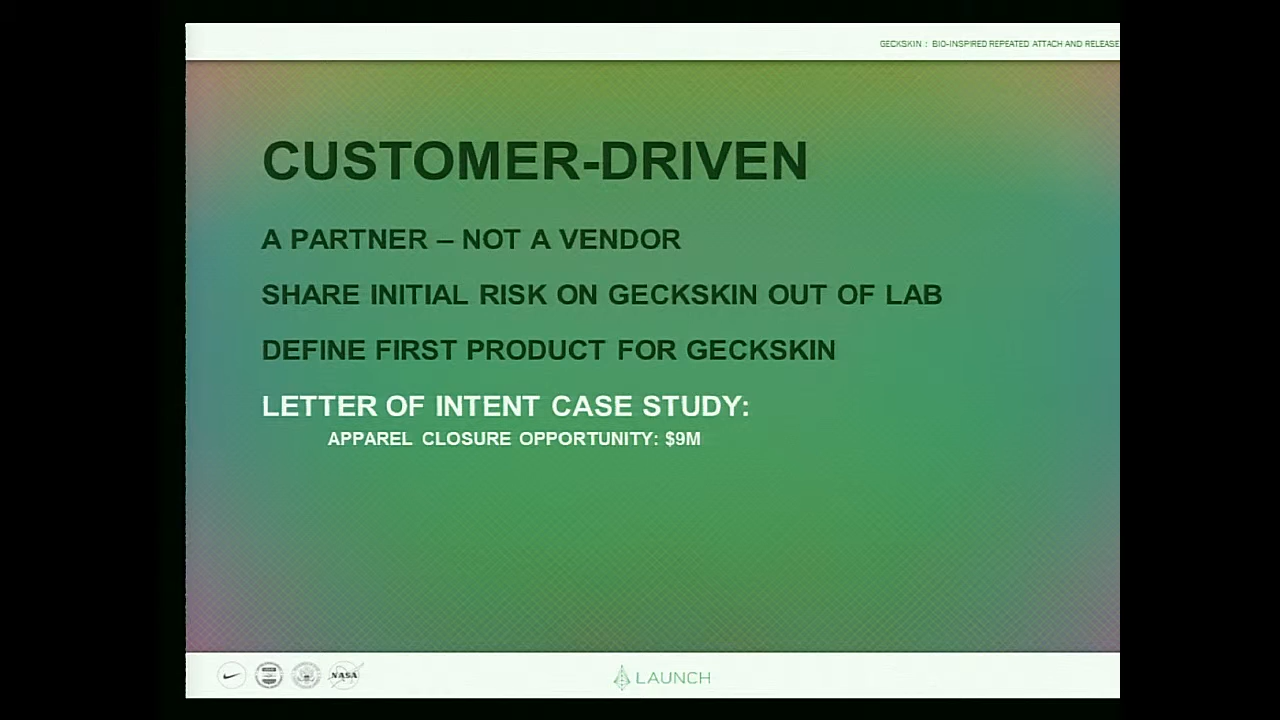 GECKSKIN : BIO-INSPIRED REPEATED ATTACH AND RELEASE
CUSTOMER-DRIVEN
A PARTNER – NOT A VENDOR
SHARE INITIAL RISK ON GECKSKIN OUT OF LAB
DEFINE FIRST PRODUCT FOR GECKSKIN
LETTER OF INTENT CASE STUDY:
APPAREL CLOSURE OPPORTUNITY: $9M
NASA
LAUNCH